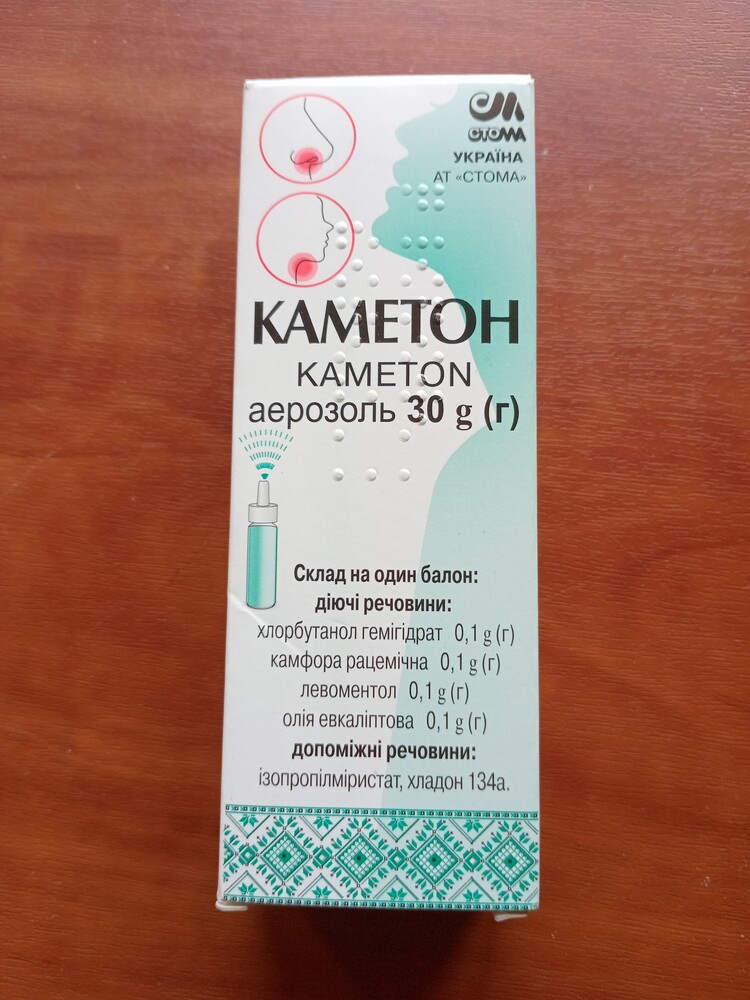 СТОМА
УКРАЇНА
АТ «СТОМА»
КАМЕТОН
KAMETON
аерозоль 30 g (г)
Склад на один балон:
діючі речовини:
хлорбутанол гемігідрат 0,1 g (г)
камфора рацемічна 0,1 g (г)
левоментол 0,1 g (г)
олія евкаліптова 0,1 g (г)
допоміжні речовини:
ізопропілміристат, хладон 134а.